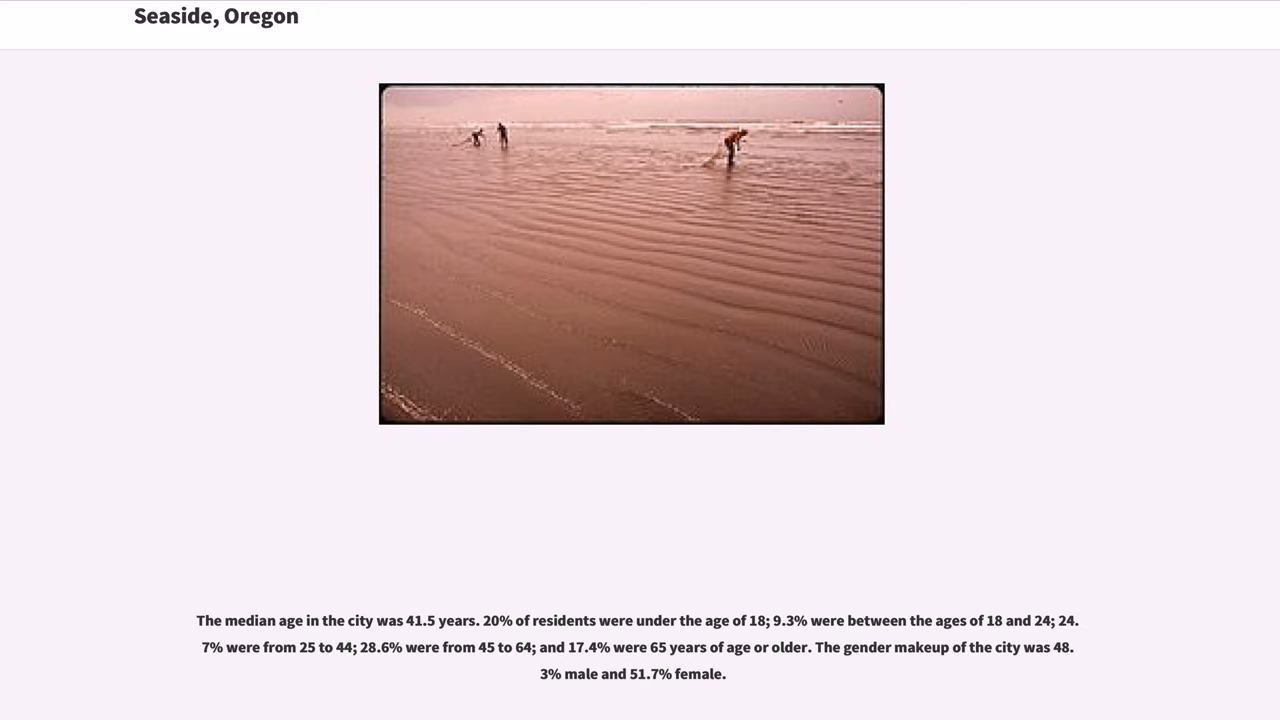 Seaside, Oregon
The median age in the city was 41.5 years. 20% of residents were under the age of 18; 9.3% were between the ages of 18 and 24; 24.
7% were from 25 to 44; 28.6% were from 45 to 64; and 17.4% were 65 years of age or older. The gender makeup of the city was 48.
3% male and 51.7% female.